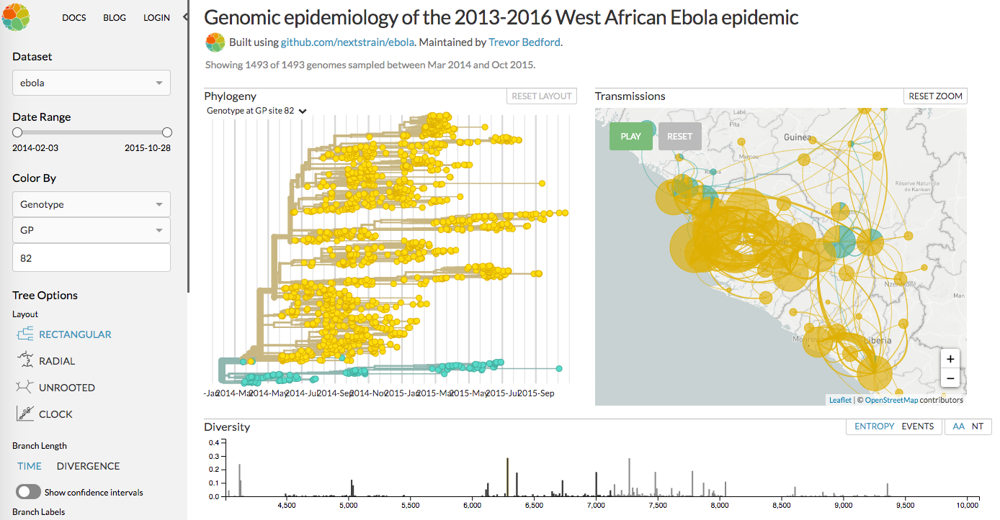 DOCS BLOG LOGIN
Dataset
ebola
Date Range
2014-02-03 2015-10-28
Color By
Genotype
GP
82
Tree Options
Layout
RECTANGULAR
RADIAL
UNROOTED
CLOCK
Branch Length
TIME DIVERGENCE
Show confidence intervals
Branch Labels
Genomic epidemiology of the 2013-2016 West African Ebola epidemic
Built using github.com/nextstrain/ebola. Maintained by Trevor Bedford.
Showing 1493 of 1493 genomes sampled between Mar 2014 and Oct 2015.
Phylogeny
RESET LAYOUT
Genotype at GP site 82
-Jan 2014-Mar 2014-May 2014-Jul 2014-Sep 2014-Nov 2015-Jan 2015-Mar 2015-May 2015-Jul 2015-Sep
Transmissions
RESET ZOOM
PLAY RESET
Labé
Pita
Guinea
Mamou
Kindia
Réserve Naturelle
de Kankan
Man
Liberia
+
−
Leaflet | © OpenStreetMap contributors
Diversity
ENTROPY EVENTS
AA NT
0.4
0.3
0.2
0.1
0.0
4,500 5,000 5,500 6,000 6,500 7,000 7,500 8,000 8,500 9,000 9,500 10,000